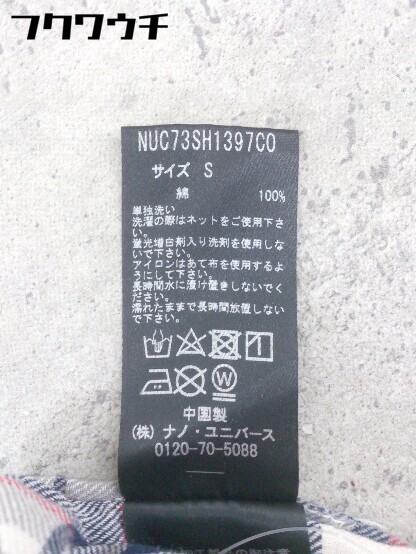 フクワウチ
NUC73SH1397CO
サイズ S
綿 100%
単独洗い
洗濯の際はネットをご使用下さ
い。
蛍光増白剤入り洗剤を使用しな
いで下さい。
アイロンはあて布を使用するよ
うにして下さい。
長時間水に漬け置きしないでく
ださい。
濡れたままで長時間放置しない
で下さい。
中国製
(株) ナノ・ユニバース
0120-70-5088